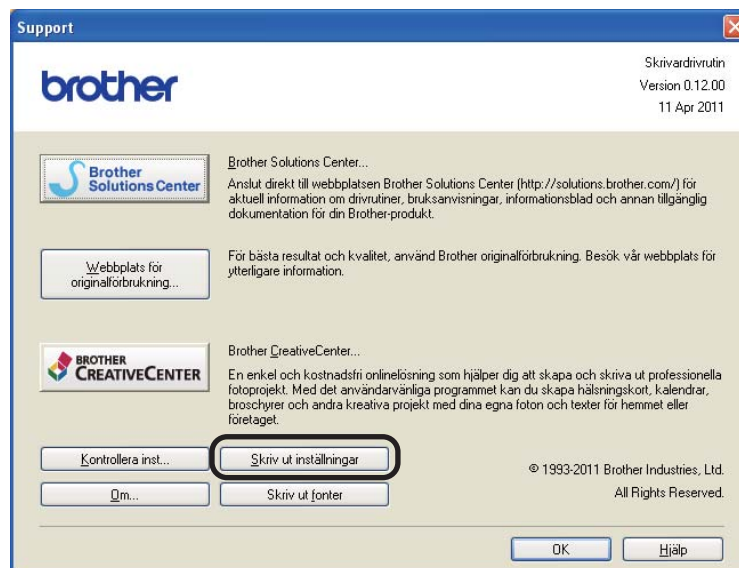 Support
brother
Skrivardrivrutin
Version 0.12.00
11 Apr 2011
Brother
Solutions Center
Brother Solutions Center...
Anslut direkt till webbplatsen Brother Solutions Center (http://solutions.brother.com/) för
aktuell information om drivrutiner, bruksanvisningar, informationsblad och annan tillgänglig
dokumentation för din Brother-produkt.
Webbplats för
originalförbrukning...
För bästa resultat och kvalitet, använd Brother originalförbrukning. Besök vår webbplats för
ytterligare information.
BROTHER
CREATIVECENTER
Brother CreativeCenter...
En enkel och kostnadsfri onlinelösning som hjälper dig att skapa och skriva ut professionella
fotoprojekt. Med det användarvänliga programmet kan du skapa hälsningskort, kalendrar,
broschyrer och andra kreativa projekt med dina egna foton och texter för hemmet eller
företaget.
Kontrollera inst...
Skriv ut inställningar
Om...
Skriv ut fonter
© 1993-2011 Brother Industries, Ltd.
All Rights Reserved.
OK
Hjälp